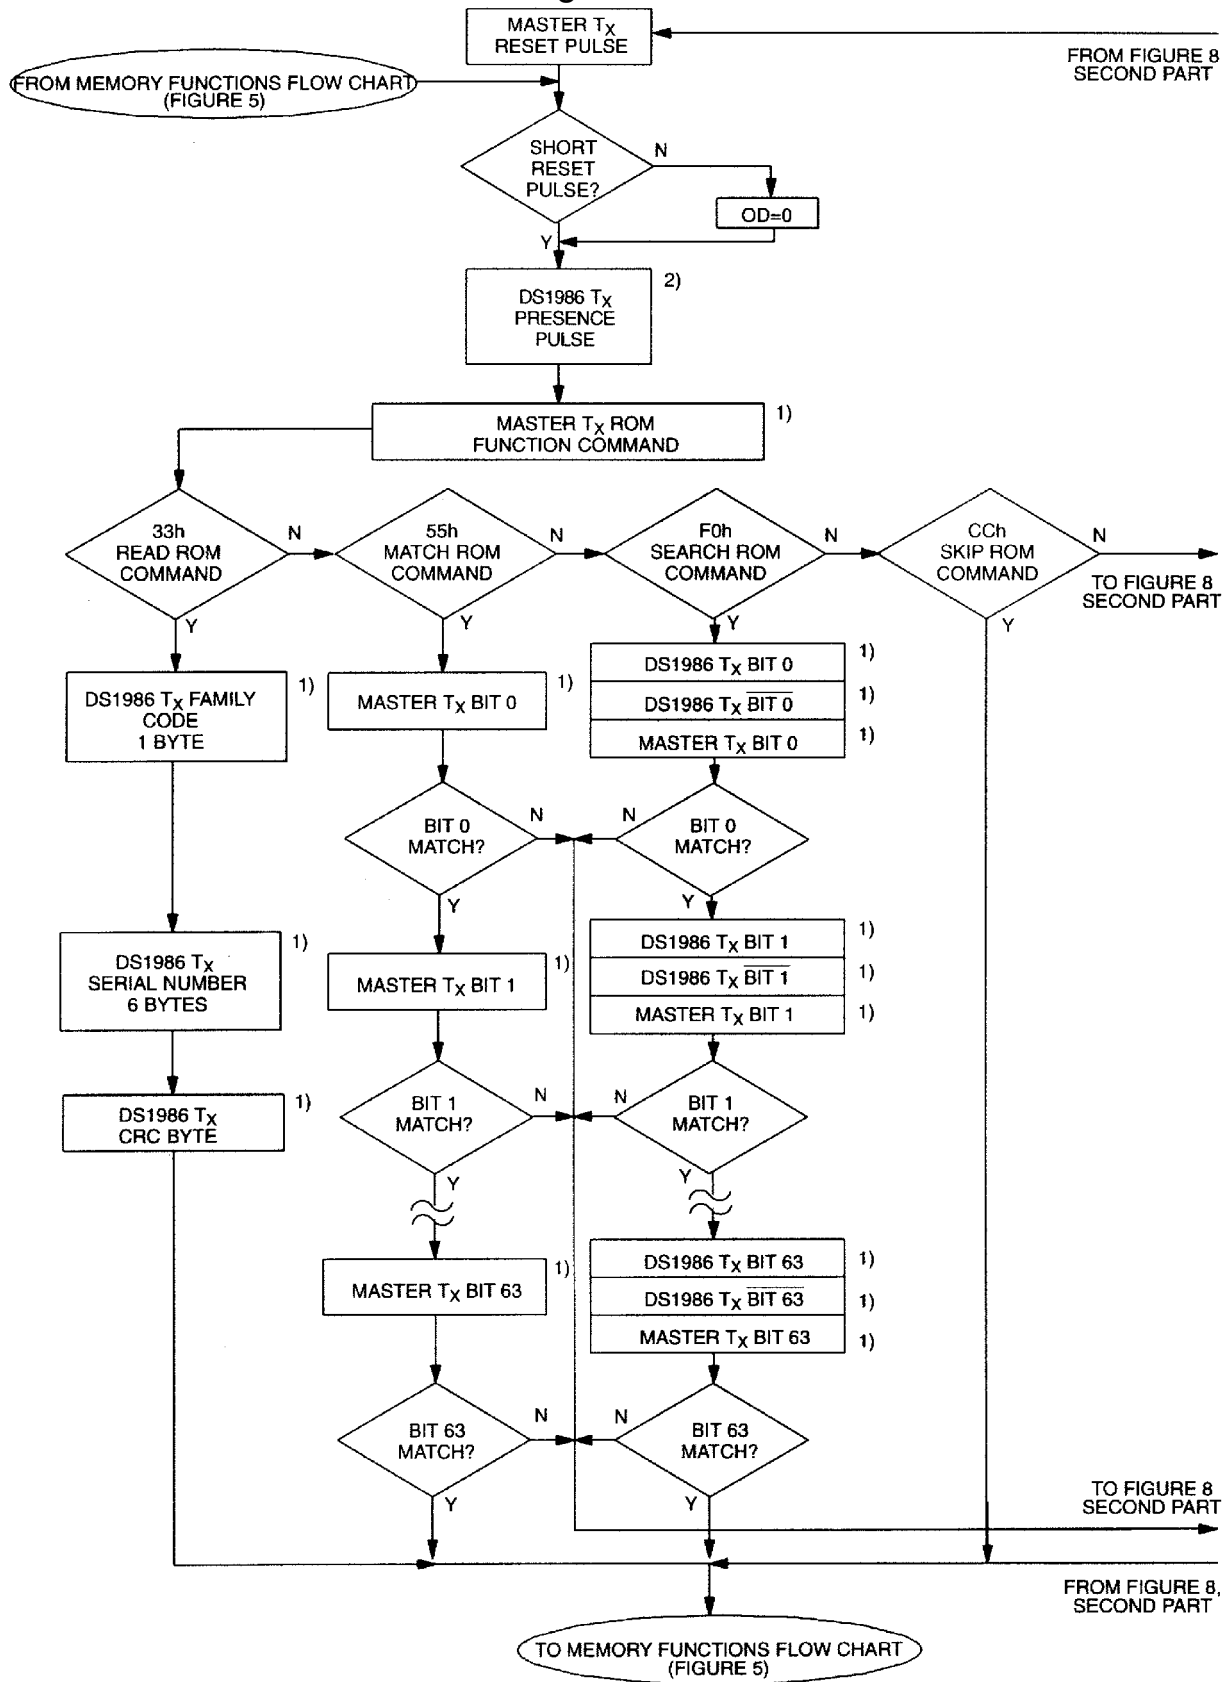 MASTER TX
RESET PULSE
FROM FIGURE 8
SECOND PART
FROM MEMORY FUNCTIONS FLOW CHART
(FIGURE 5)
SHORT
RESET
PULSE?
N
OD=0
Y
2)
DS1986 TX
PRESENCE
PULSE
1)
MASTER TX ROM
FUNCTION COMMAND
33h
READ ROM
COMMAND
N
55h
MATCH ROM
COMMAND
N
F0h
SEARCH ROM
COMMAND
N
CCh
SKIP ROM
COMMAND
N
TO FIGURE 8
SECOND PART
Y
Y
Y
Y
DS1986 TX FAMILY
CODE
1 BYTE
1)
MASTER TX BIT 0
1)
DS1986 TX BIT 0
1)
DS1986 TX B̅I̅T̅ ̅0̅
1)
MASTER TX BIT 0
1)
BIT 0
MATCH?
N
N
BIT 0
MATCH?
Y
Y
DS1986 TX
SERIAL NUMBER
6 BYTES
1)
MASTER TX BIT 1
1)
DS1986 TX BIT 1
1)
DS1986 TX B̅I̅T̅ ̅1̅
1)
MASTER TX BIT 1
1)
DS1986 TX
CRC BYTE
1)
BIT 1
MATCH?
N
N
BIT 1
MATCH?
Y
Y
MASTER TX BIT 63
1)
DS1986 TX BIT 63
1)
DS1986 TX B̅I̅T̅ ̅6̅3̅
1)
MASTER TX BIT 63
1)
BIT 63
MATCH?
N
N
BIT 63
MATCH?
Y
Y
TO FIGURE 8
SECOND PART
FROM FIGURE 8,
SECOND PART
TO MEMORY FUNCTIONS FLOW CHART
(FIGURE 5)